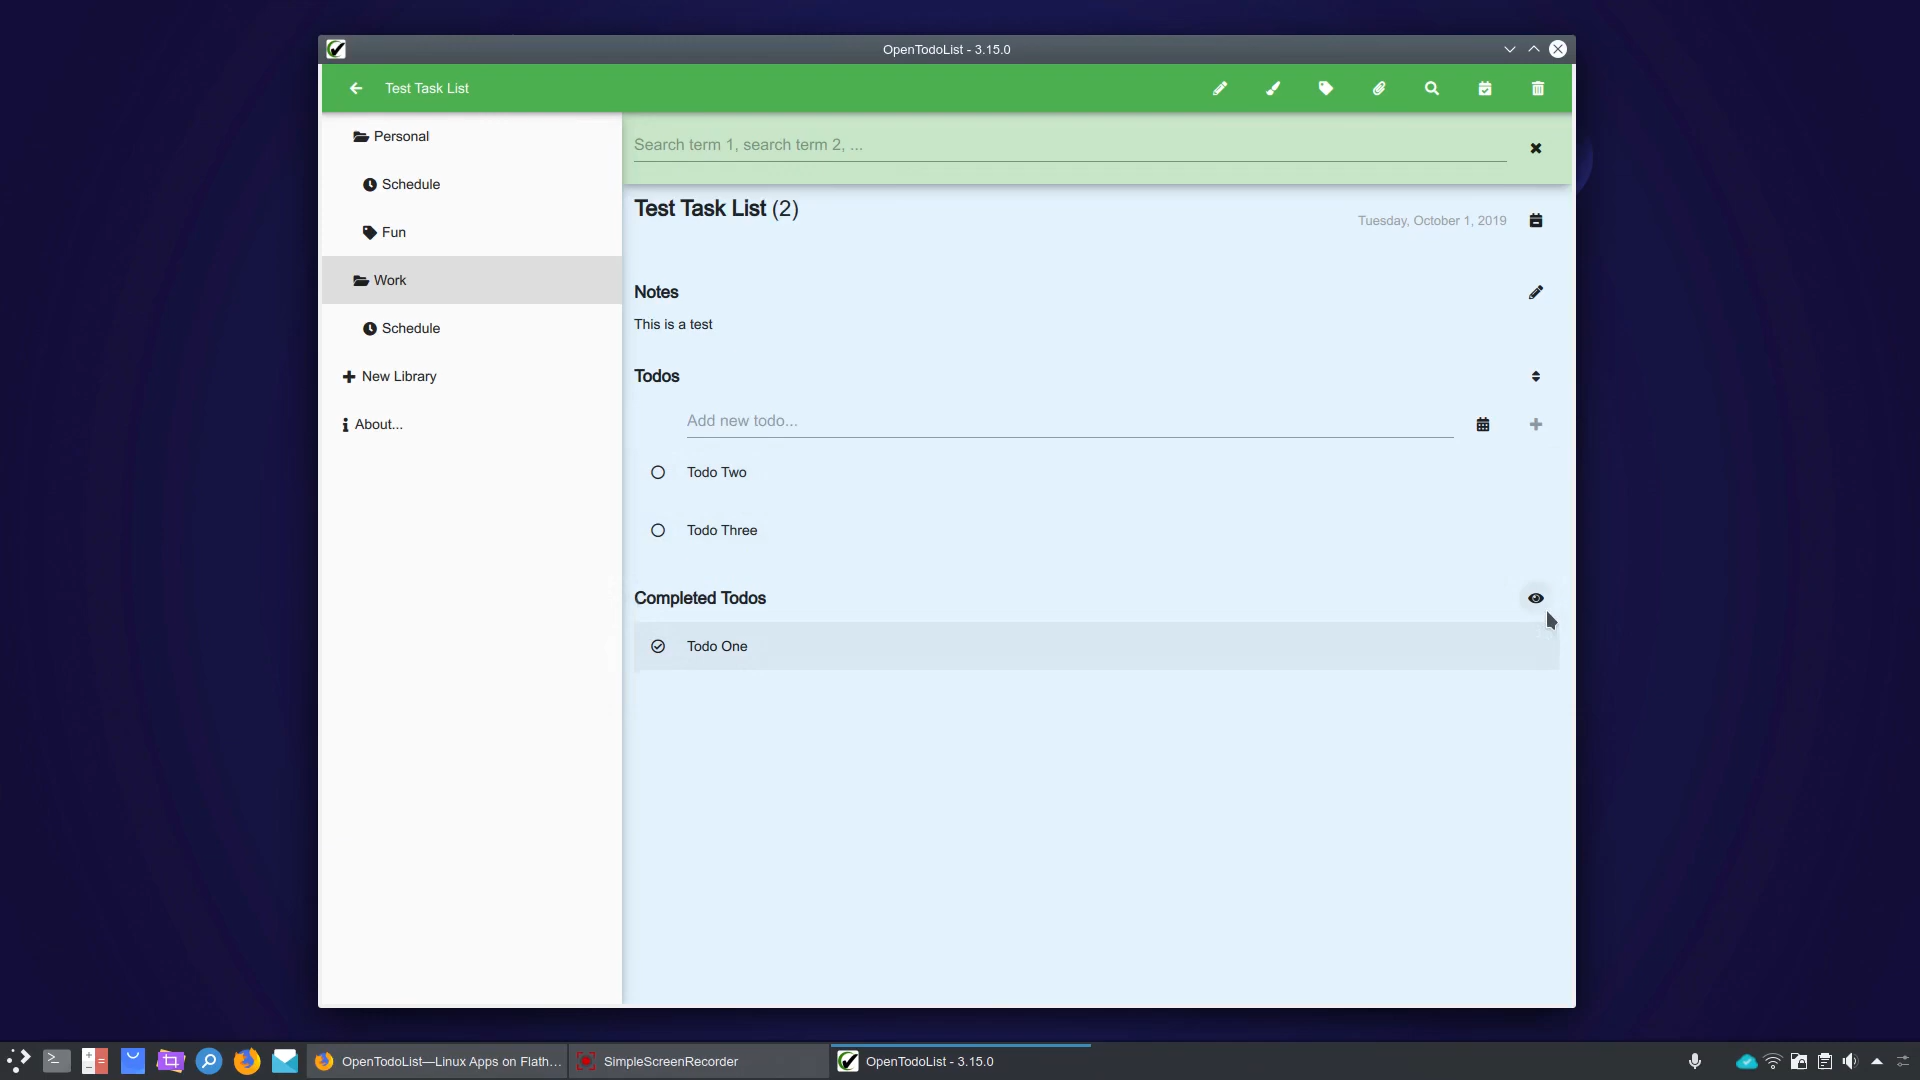 OpenTodoList - 3.15.0
Test Task List
Personal
Schedule
Fun
Work
Schedule
New Library
About...
Search term 1, search term 2, ...
Test Task List (2)
Tuesday, October 1, 2019
Notes
This is a test
Todos
Add new todo...
Todo Two
Todo Three
Completed Todos
Todo One
OpenTodoList—Linux Apps on Flath...
SimpleScreenRecorder
OpenTodoList - 3.15.0